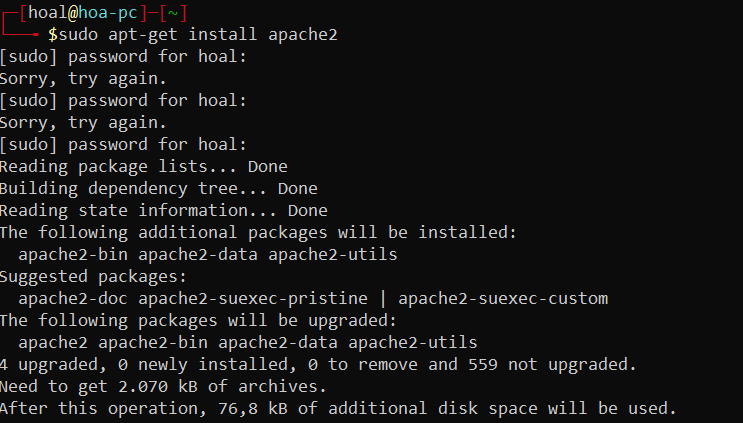 ┌─[hoal@hoa-pc]─[~]
└──╼ $sudo apt-get install apache2
[sudo] password for hoal:
Sorry, try again.
[sudo] password for hoal:
Sorry, try again.
[sudo] password for hoal:
Reading package lists... Done
Building dependency tree... Done
Reading state information... Done
The following additional packages will be installed:
  apache2-bin apache2-data apache2-utils
Suggested packages:
  apache2-doc apache2-suexec-pristine | apache2-suexec-custom
The following packages will be upgraded:
  apache2 apache2-bin apache2-data apache2-utils
4 upgraded, 0 newly installed, 0 to remove and 559 not upgraded.
Need to get 2.070 kB of archives.
After this operation, 76,8 kB of additional disk space will be used.